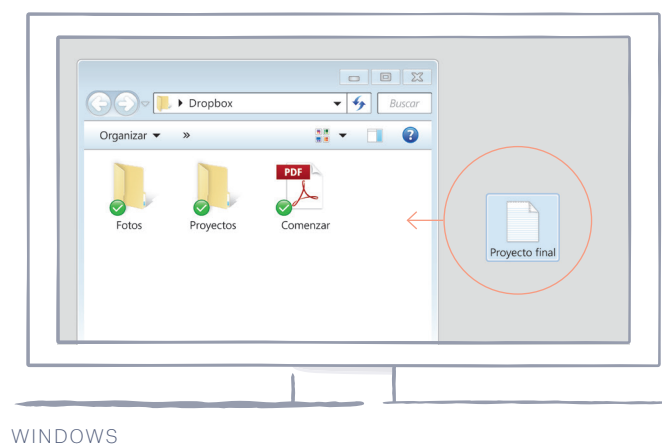 Dropbox
Buscar
Organizar »
PDF
Fotos Proyectos Comenzar
Proyecto final
WINDOWS